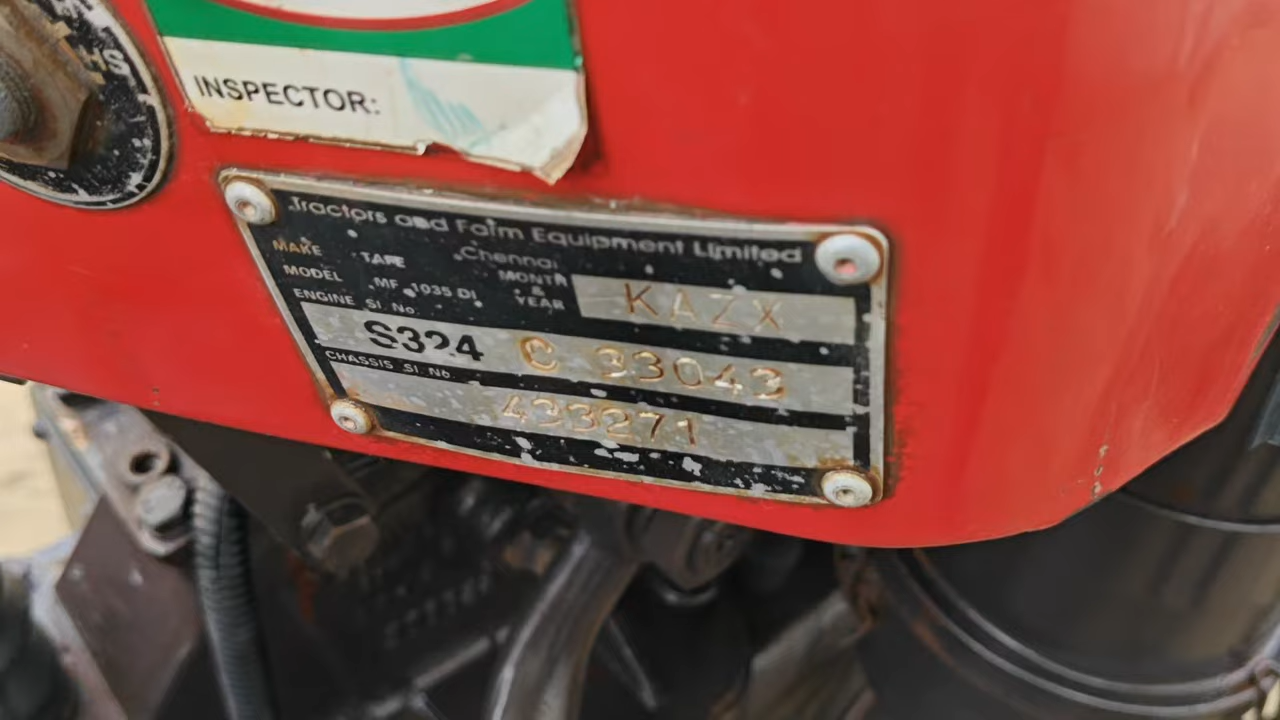 HS
INSPECTOR:
Tractors and Farm Equipment Limited
Chennai
MAKE TAFE
MODEL MF 1035 DI
MONTH & YEAR KAZX
ENGINE Sl. No.
S324 C 33043
CHASSIS Sl. No.
433271